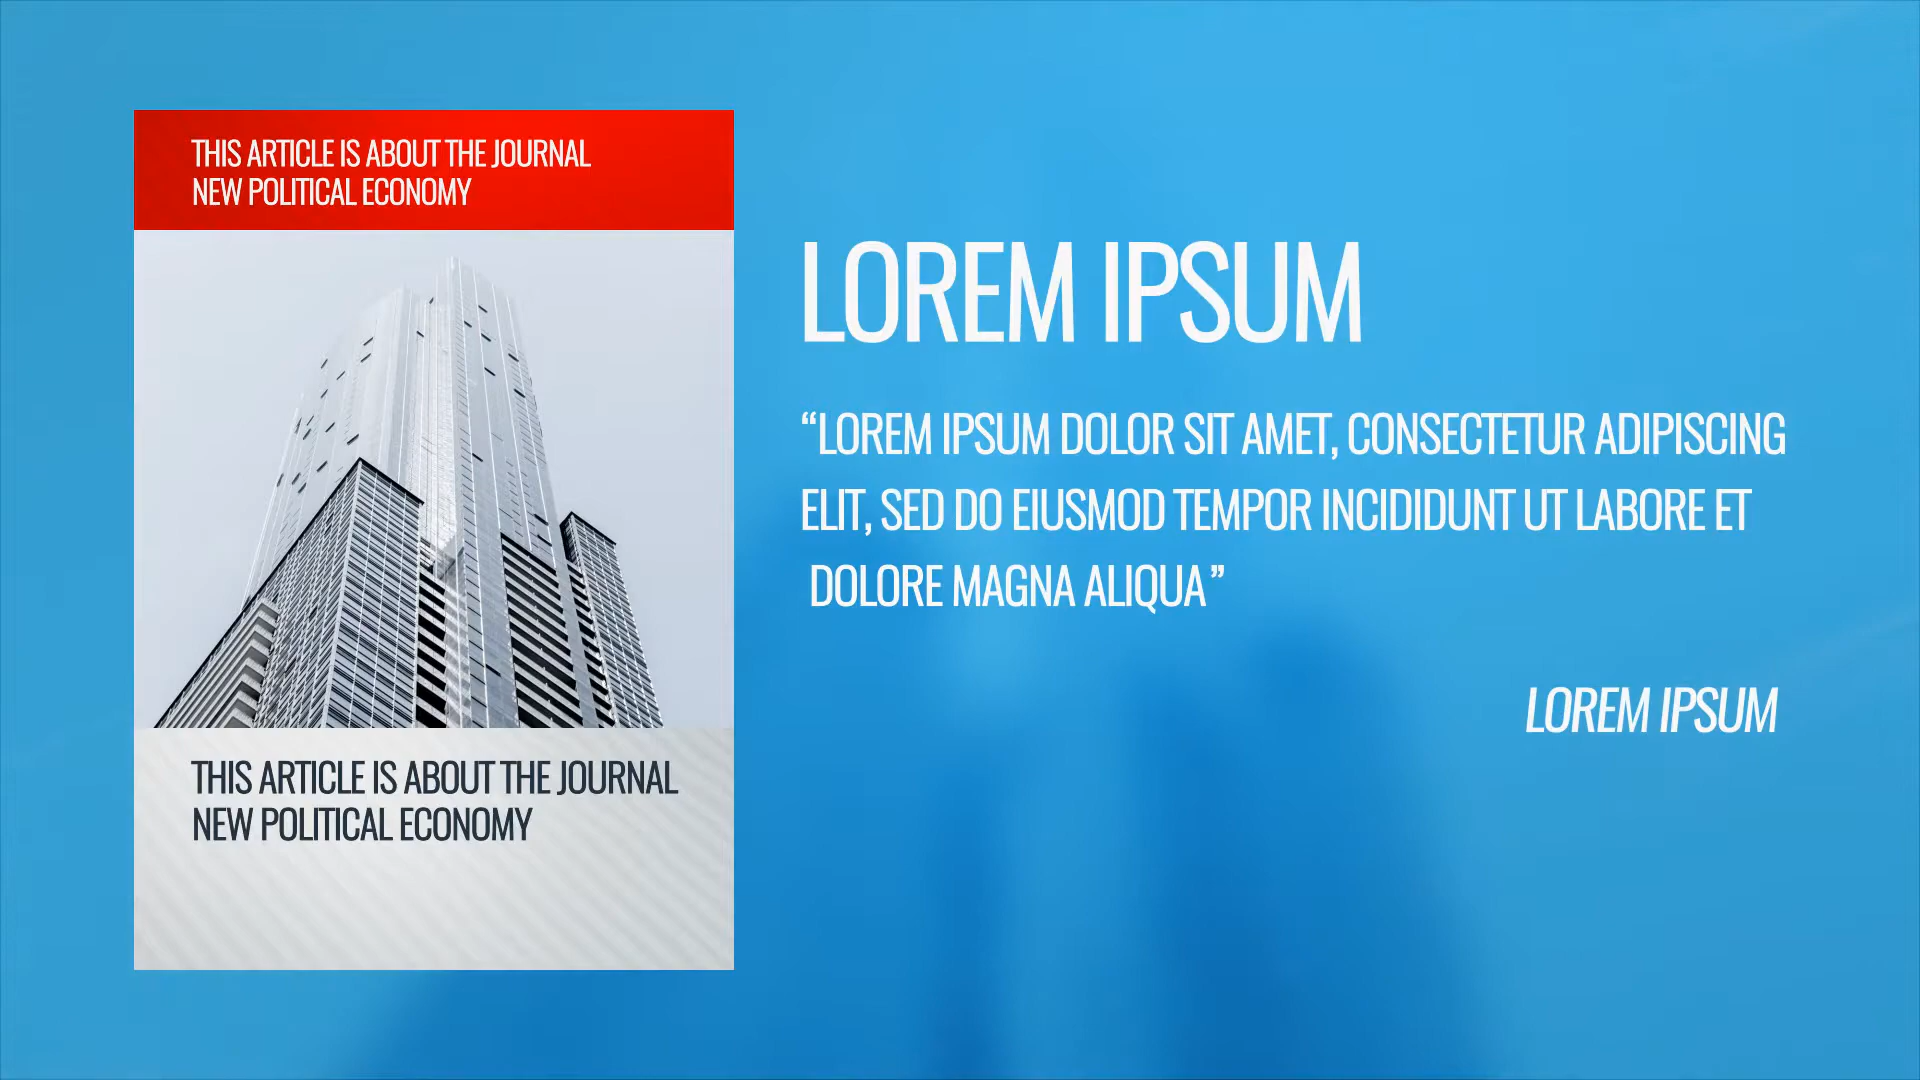 THIS ARTICLE IS ABOUT THE JOURNAL
NEW POLITICAL ECONOMY
THIS ARTICLE IS ABOUT THE JOURNAL
NEW POLITICAL ECONOMY
LOREM IPSUM
“LOREM IPSUM DOLOR SIT AMET, CONSECTETUR ADIPISCING
ELIT, SED DO EIUSMOD TEMPOR INCIDIDUNT UT LABORE ET
DOLORE MAGNA ALIQUA”
LOREM IPSUM